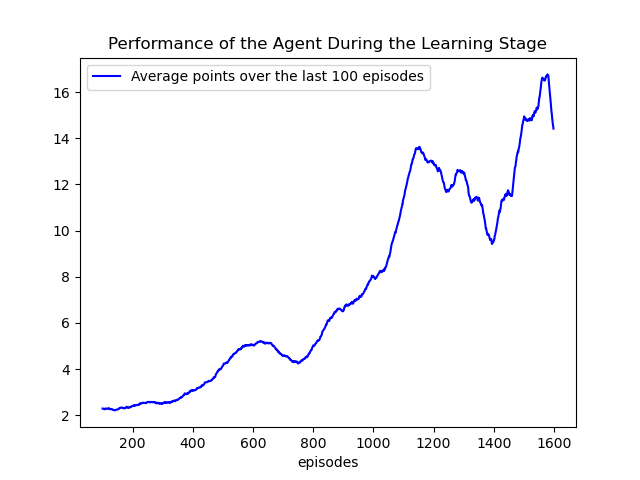 Performance of the Agent During the Learning Stage
Average points over the last 100 episodes
16
14
12
10
8
6
4
2
200 400 600 800 1000 1200 1400 1600
episodes